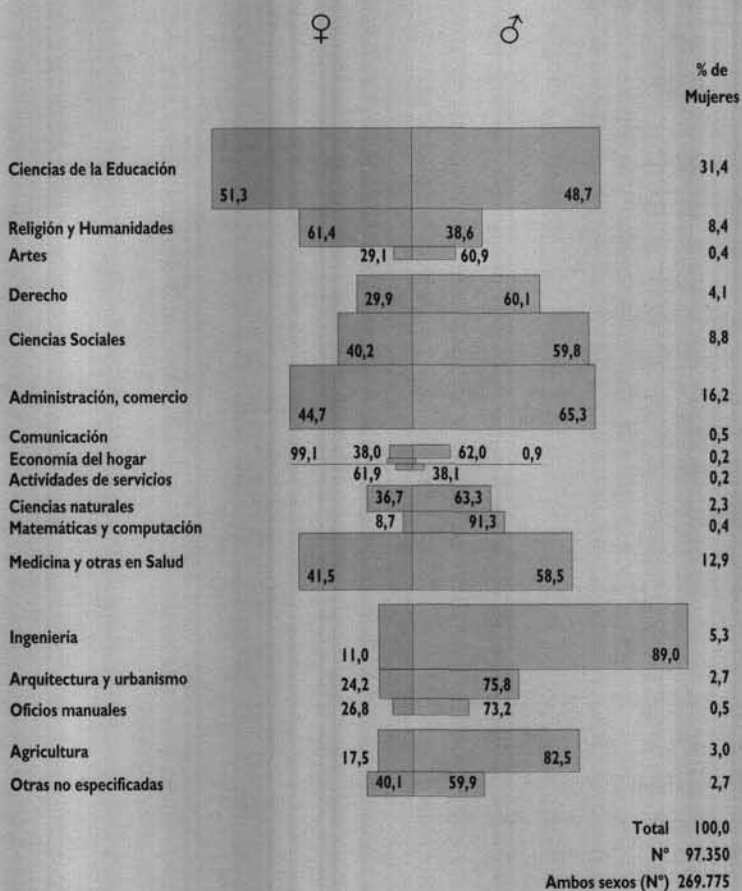 ♀ ♂
% de
Mujeres
Ciencias de la Educación 51,3 48,7 31,4
Religión y Humanidades 61,4 38,6 8,4
Artes 29,1 60,9 0,4
Derecho 29,9 60,1 4,1
Ciencias Sociales 40,2 59,8 8,8
Administración, comercio 44,7 65,3 16,2
Comunicación 38,0 62,0 0,5
Economía del hogar 99,1 0,9 0,2
Actividades de servicios 61,9 38,1 0,2
Ciencias naturales 36,7 63,3 2,3
Matemáticas y computación 8,7 91,3 0,4
Medicina y otras en Salud 41,5 58,5 12,9
Ingeniería 11,0 89,0 5,3
Arquitectura y urbanismo 24,2 75,8 2,7
Oficios manuales 26,8 73,2 0,5
Agricultura 17,5 82,5 3,0
Otras no especificadas 40,1 59,9 2,7
Total 100,0
Nº 97.350
Ambos sexos (Nº) 269.775